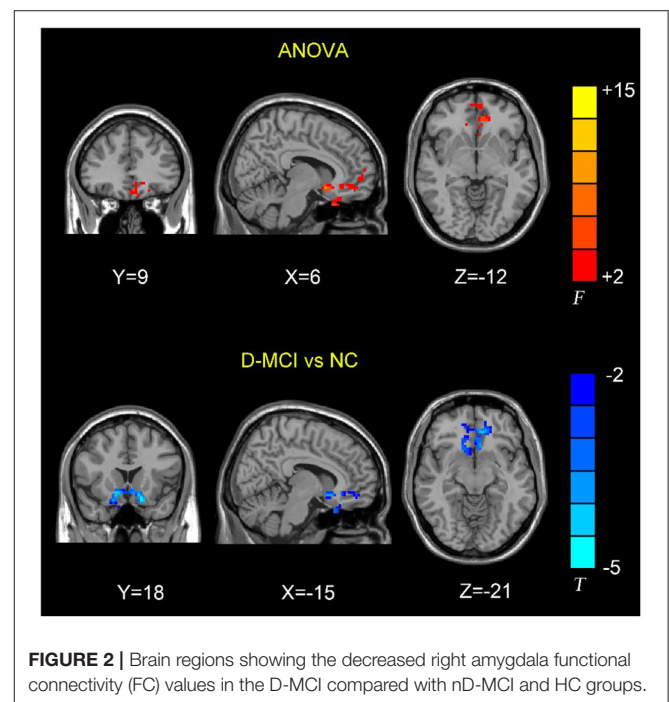 ANOVA
+15
Y=9 X=6 Z=-12 +2
F
D-MCI vs NC
-2
-5
Y=18 X=-15 Z=-21 T
FIGURE 2 | Brain regions showing the decreased right amygdala functional
connectivity (FC) values in the D-MCI compared with nD-MCI and HC groups.